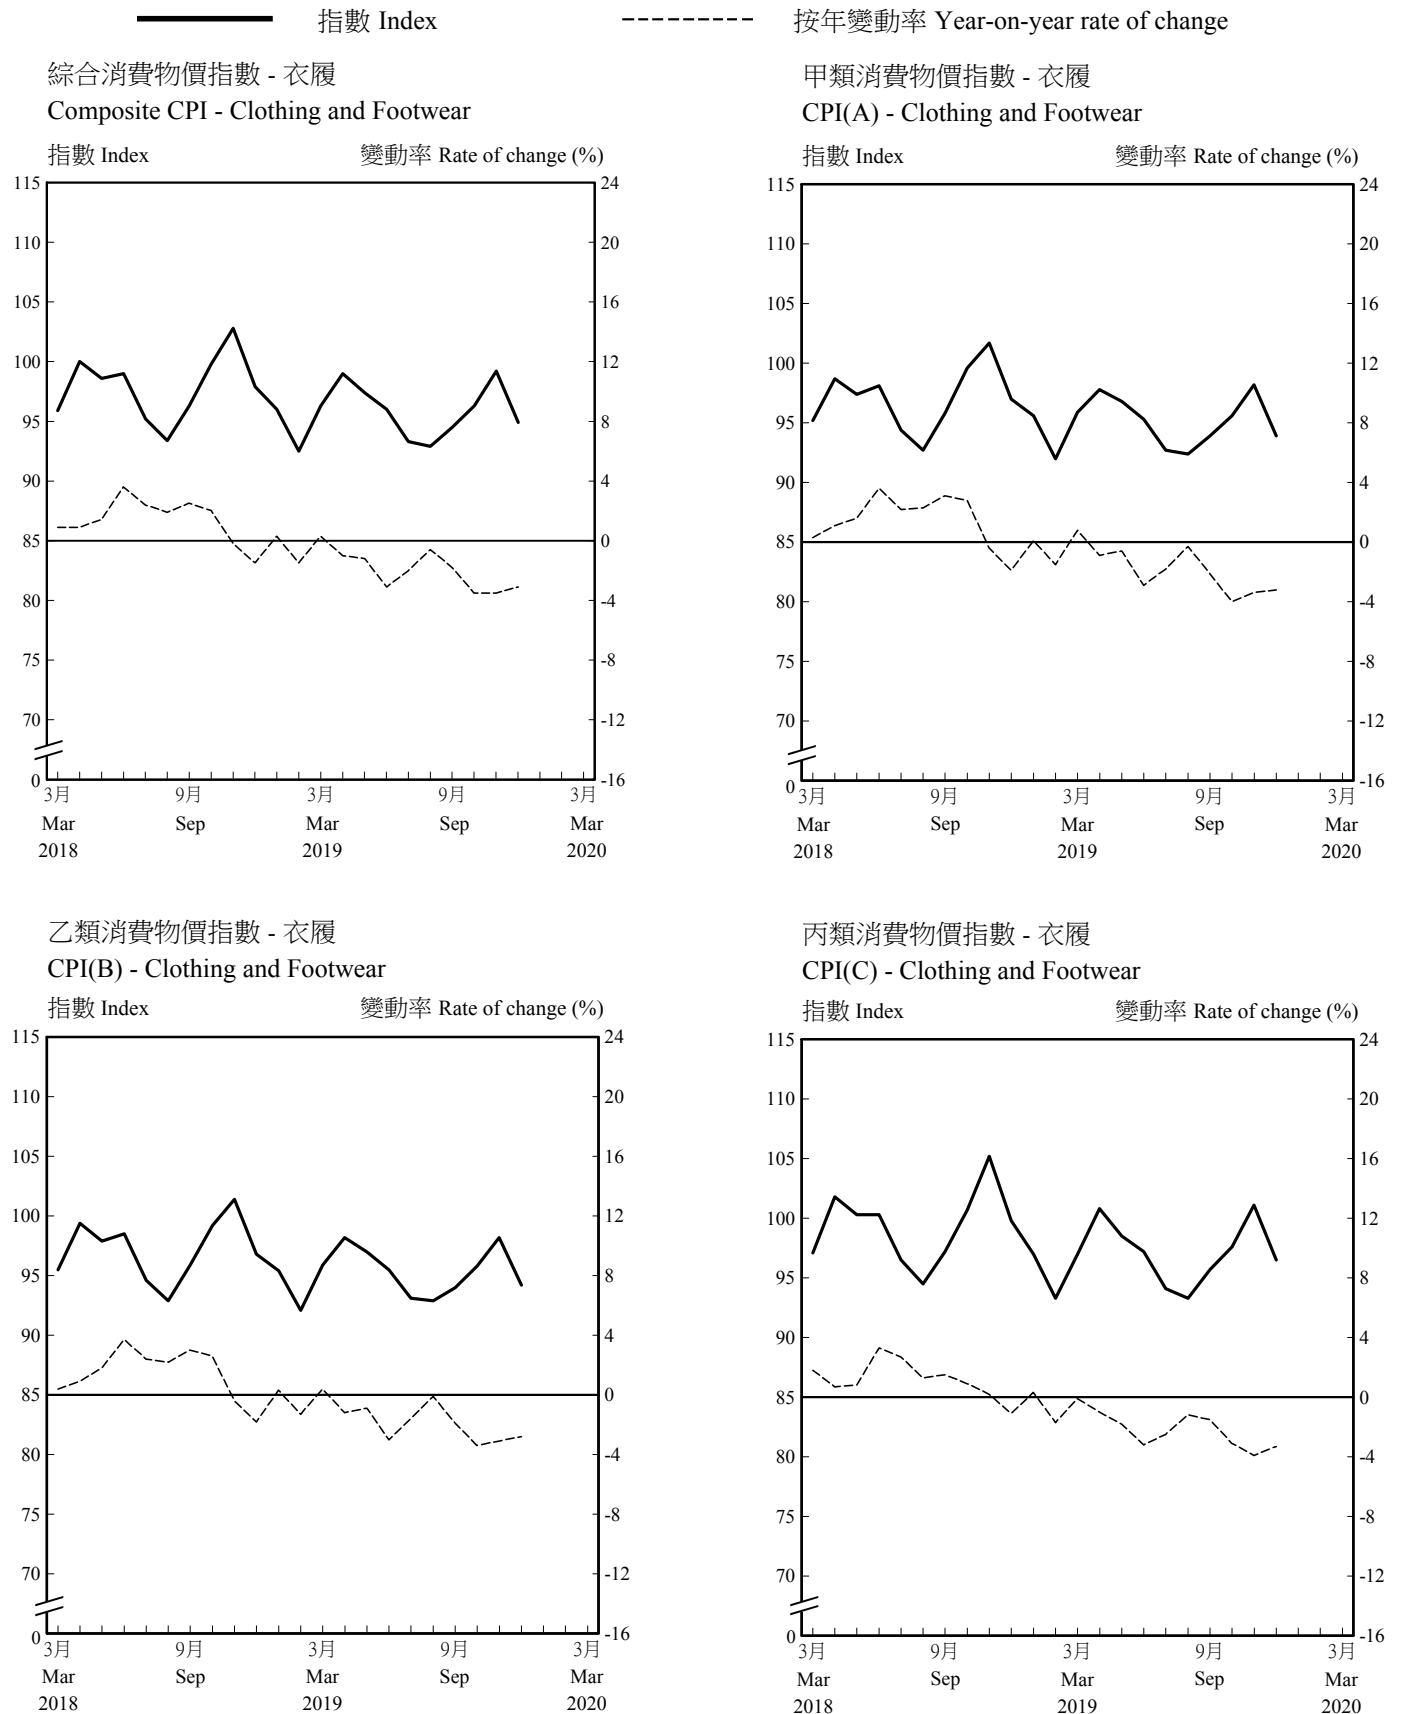 指數 Index
按年變動率 Year-on-year rate of change
綜合消費物價指數 - 衣履
Composite CPI - Clothing and Footwear
指數 Index 變動率 Rate of change (%)
115 24
110 20
105 16
100 12
95 8
90 4
85 0
80 -4
75 -8
70 -12
0 -16
3月 9月 3月 9月 3月
Mar Sep Mar Sep Mar
2018 2019 2020
甲類消費物價指數 - 衣履
CPI(A) - Clothing and Footwear
指數 Index 變動率 Rate of change (%)
115 24
110 20
105 16
100 12
95 8
90 4
85 0
80 -4
75 -8
70 -12
0 -16
3月 9月 3月 9月 3月
Mar Sep Mar Sep Mar
2018 2019 2020
乙類消費物價指數 - 衣履
CPI(B) - Clothing and Footwear
指數 Index 變動率 Rate of change (%)
115 24
110 20
105 16
100 12
95 8
90 4
85 0
80 -4
75 -8
70 -12
0 -16
3月 9月 3月 9月 3月
Mar Sep Mar Sep Mar
2018 2019 2020
丙類消費物價指數 - 衣履
CPI(C) - Clothing and Footwear
指數 Index 變動率 Rate of change (%)
115 24
110 20
105 16
100 12
95 8
90 4
85 0
80 -4
75 -8
70 -12
0 -16
3月 9月 3月 9月 3月
Mar Sep Mar Sep Mar
2018 2019 2020